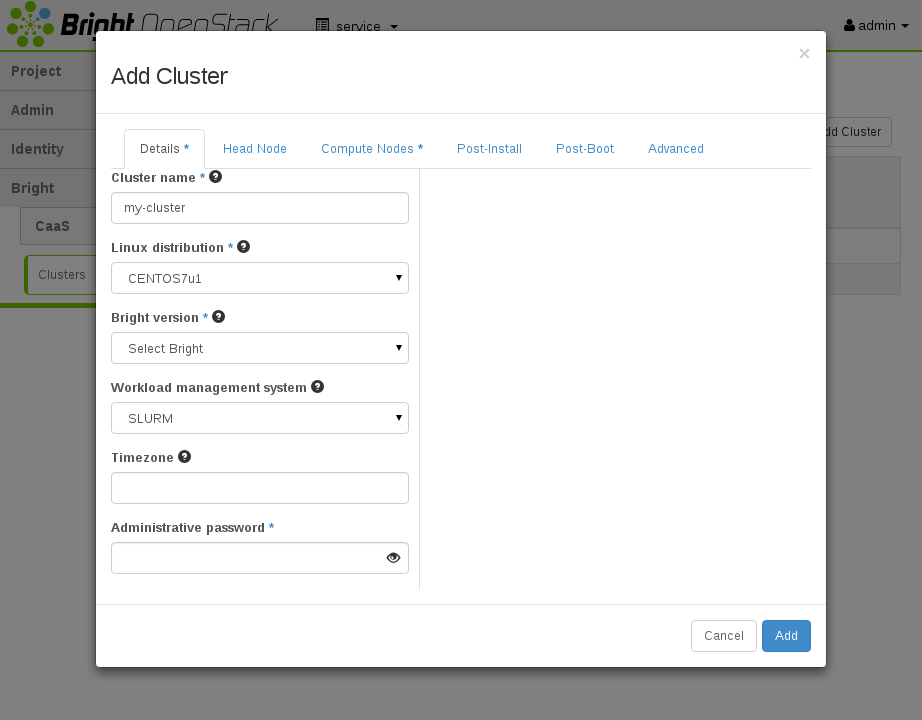 Bright OpenStack
service
admin
Project
Admin
Identity
Bright
CaaS
Clusters
dd Cluster
×
Add Cluster
Details *
Head Node
Compute Nodes *
Post-Install
Post-Boot
Advanced
Cluster name * ?
my-cluster
Linux distribution * ?
CENTOS7u1
Bright version * ?
Select Bright
Workload management system ?
SLURM
Timezone ?
Administrative password *
Cancel
Add